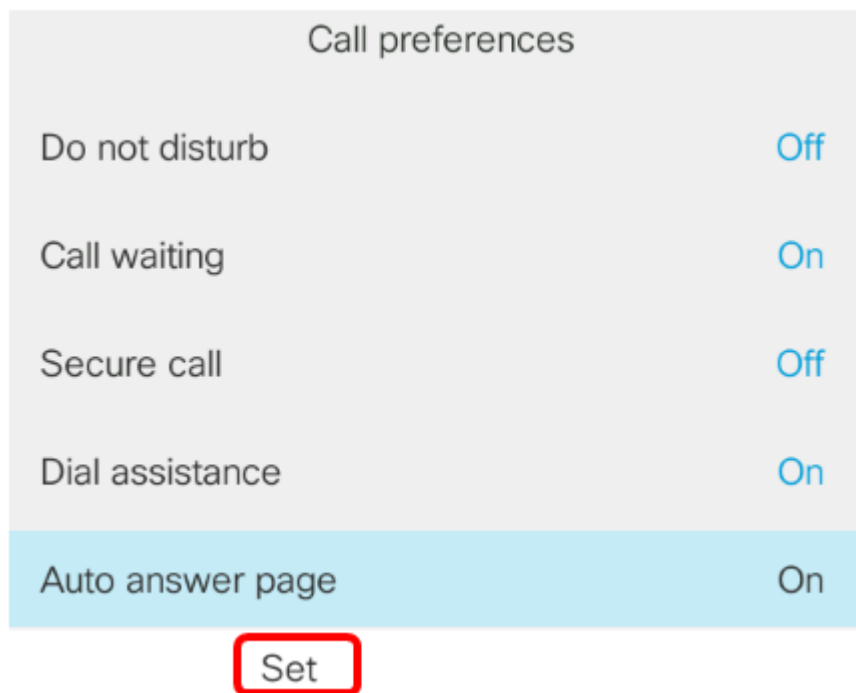 Call preferences
Do not disturb Off
Call waiting On
Secure call Off
Dial assistance On
Auto answer page On
Set